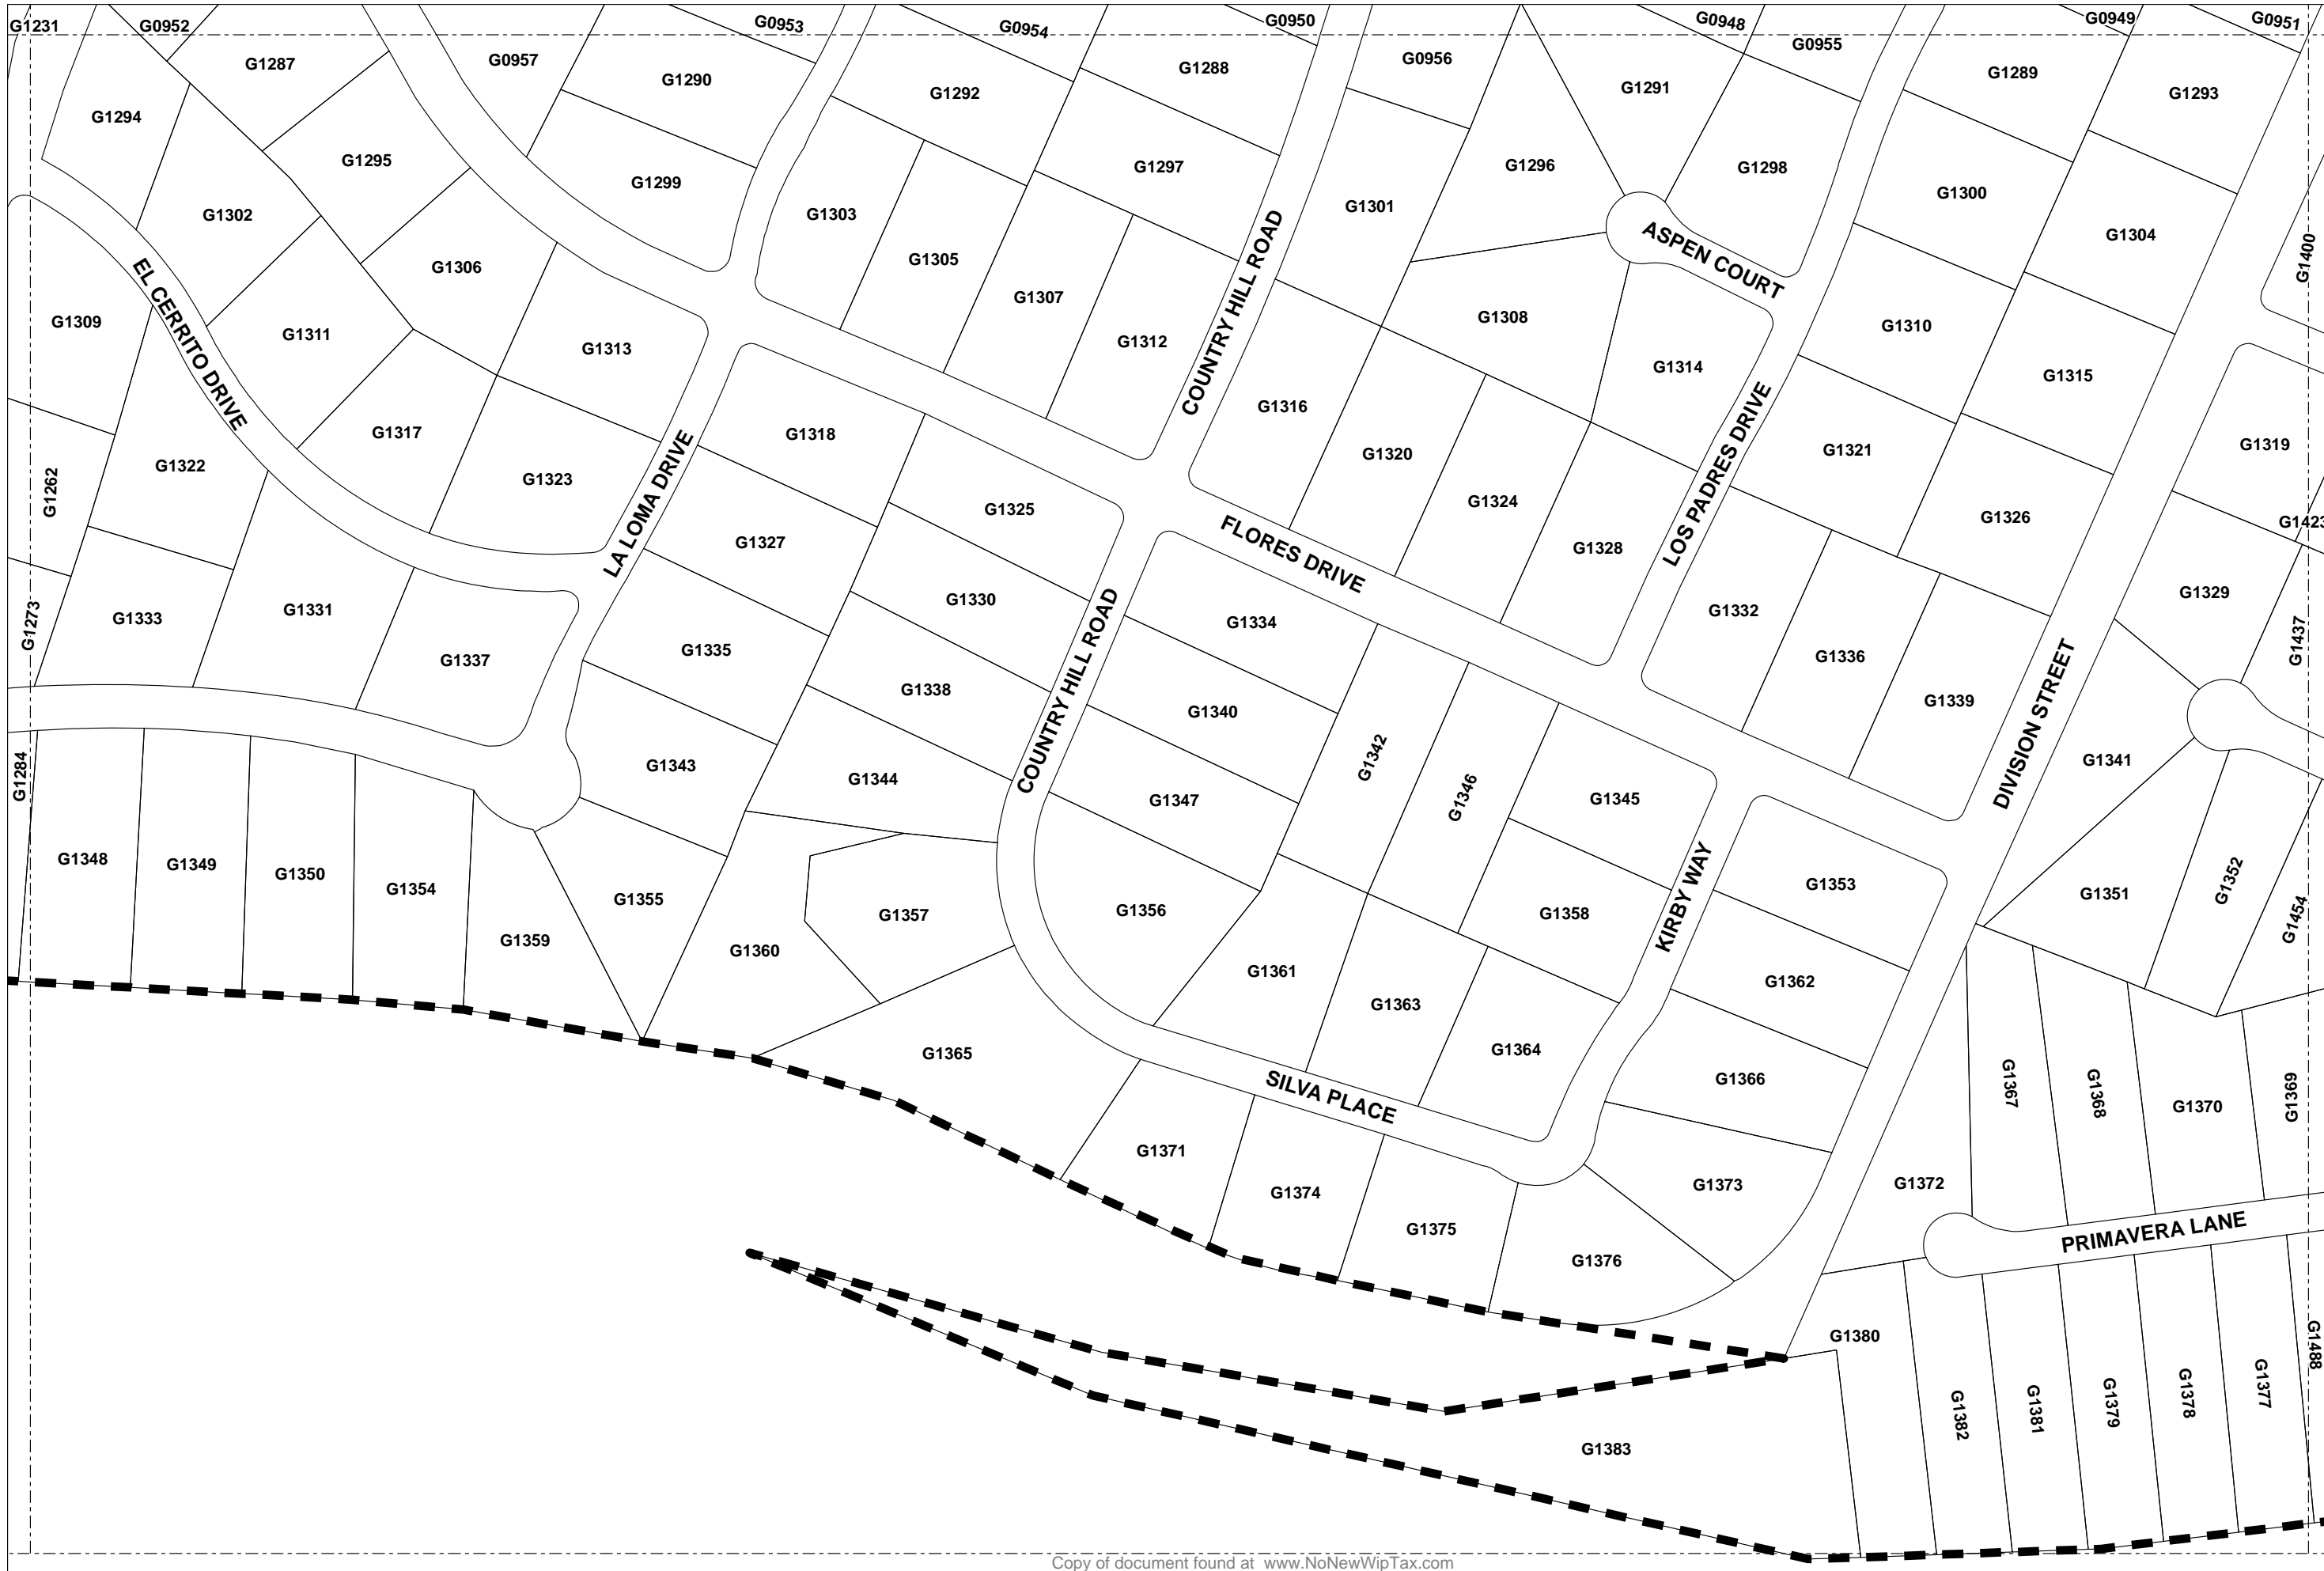 G1231
G0952
G0953
G0954
G0950
G0948
G0949
G0951
G1287
G0957
G1290
G1288
G0956
G0955
G1289
G1293
G1294
G1292
G1291
G1295
G1299
G1297
G1296
G1298
G1300
G1302
G1303
G1301
G1304
G1400
G1306
G1305
G1307
COUNTRY HILL ROAD
ASPEN COURT
G1309
EL CERRITO DRIVE
G1311
G1313
G1312
G1308
G1314
G1310
G1315
G1317
G1318
G1316
G1320
LOS PADRES DRIVE
G1321
G1319
G1262
G1322
G1323
LA LOMA DRIVE
G1325
G1324
G1326
G1423
G1327
FLORES DRIVE
G1328
G1329
G1273
G1333
G1331
G1330
G1334
G1332
G1437
G1337
G1335
G1338
COUNTRY HILL ROAD
G1340
G1336
G1339
DIVISION STREET
G1284
G1343
G1344
G1342
G1346
G1345
G1341
G1347
G1348
G1349
G1350
G1354
G1355
G1357
G1356
G1358
KIRBY WAY
G1353
G1351
G1352
G1454
G1359
G1360
G1361
G1363
G1362
G1365
G1364
G1366
G1367
G1368
G1370
G1369
SILVA PLACE
G1371
G1374
G1375
G1373
G1372
PRIMAVERA LANE
G1376
G1380
G1488
G1383
G1382
G1381
G1379
G1378
G1377
Copy of document found at www.NoNewWipTax.com